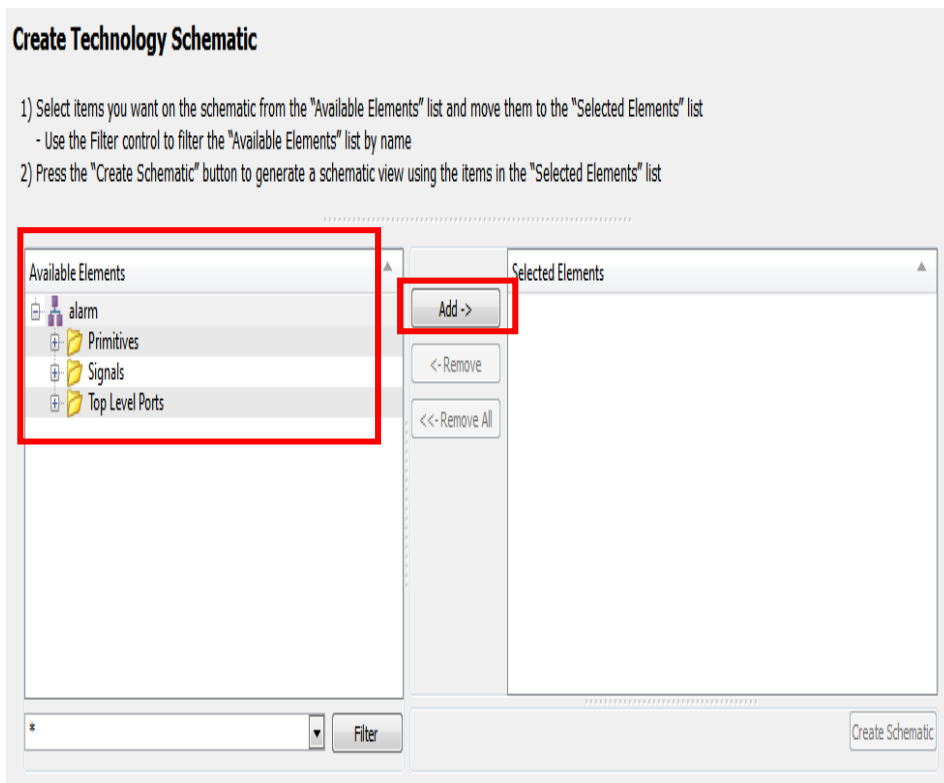 Create Technology Schematic
1) Select items you want on the schematic from the "Available Elements" list and move them to the "Selected Elements" list
- Use the Filter control to filter the "Available Elements" list by name
2) Press the "Create Schematic" button to generate a schematic view using the items in the "Selected Elements" list
Available Elements
alarm
Primitives
Signals
Top Level Ports
Add ->
<- Remove
<<- Remove All
Selected Elements
*
Filter
Create Schematic